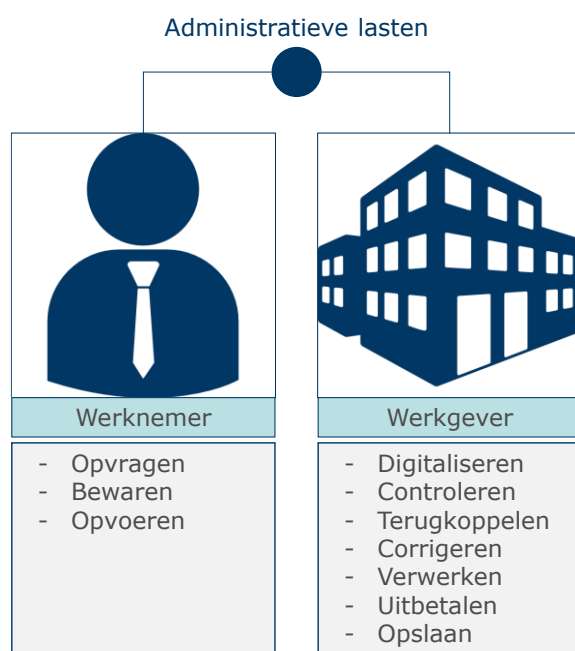 Administratieve lasten
Werknemer
- Opvragen
- Bewaren
- Opvoeren
Werkgever
- Digitaliseren
- Controleren
- Terugkoppelen
- Corrigeren
- Verwerken
- Uitbetalen
- Opslaan